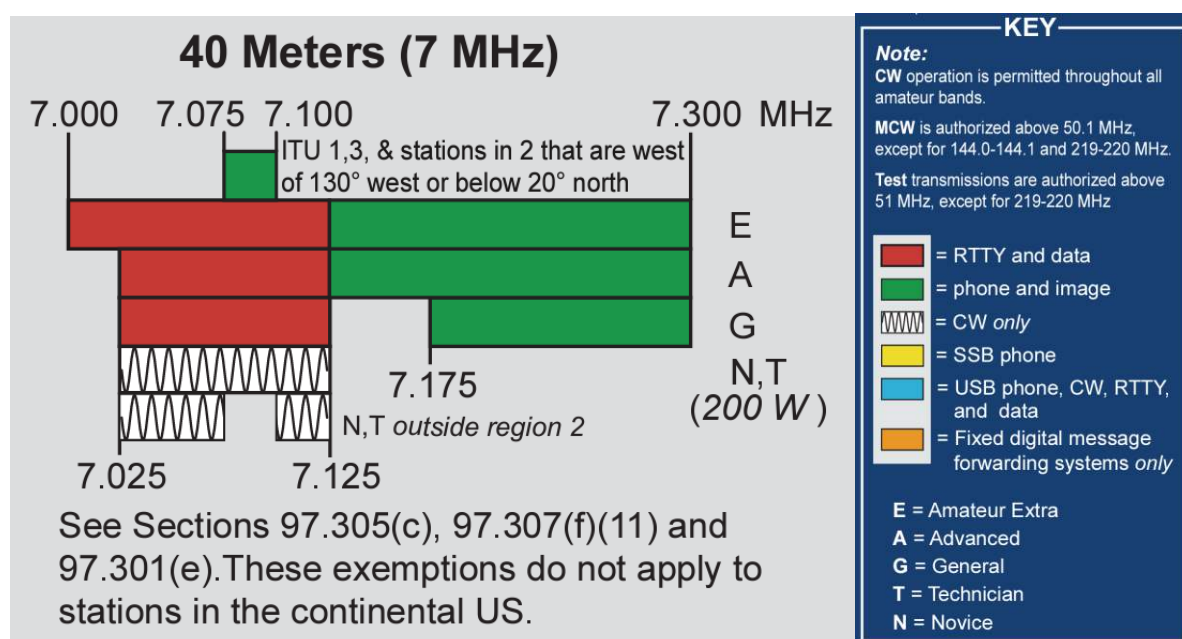 40 Meters (7 MHz)
7.000 7.075 7.100 7.300 MHz
ITU 1,3, & stations in 2 that are west
of 130° west or below 20° north
E
A
G
N,T
(200 W)
7.175
N,T outside region 2
7.025 7.125
See Sections 97.305(c), 97.307(f)(11) and
97.301(e).These exemptions do not apply to
stations in the continental US.
KEY
Note:
CW operation is permitted throughout all
amateur bands.
MCW is authorized above 50.1 MHz,
except for 144.0-144.1 and 219-220 MHz.
Test transmissions are authorized above
51 MHz, except for 219-220 MHz
= RTTY and data
= phone and image
= CW only
= SSB phone
= USB phone, CW, RTTY,
and data
= Fixed digital message
forwarding systems only
E = Amateur Extra
A = Advanced
G = General
T = Technician
N = Novice